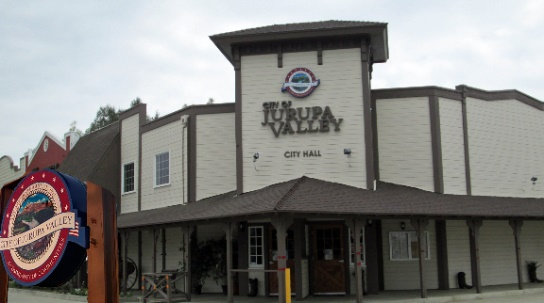 CITY OF
JURUPA
VALLEY
CITY HALL
CITY OF JURUPA VALLEY